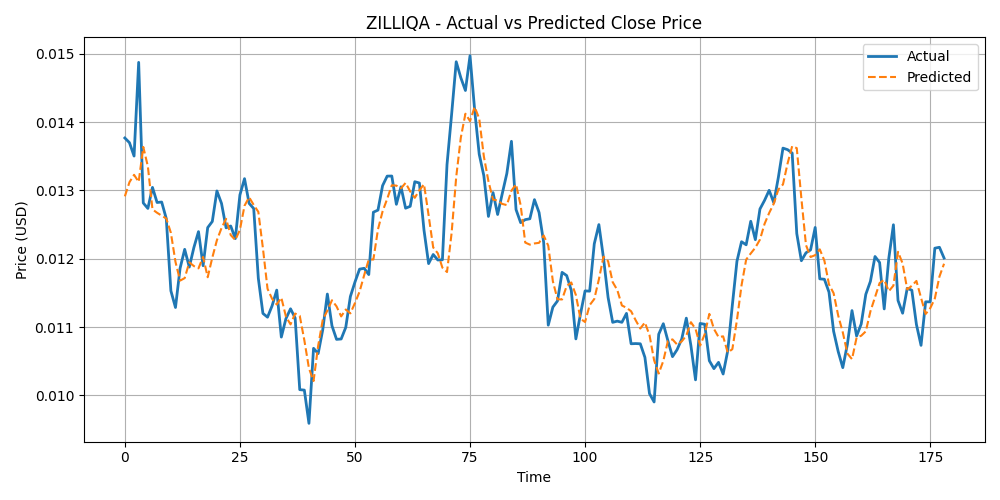 ZILLIQA - Actual vs Predicted Close Price
Actual
Predicted
Price (USD)
0.015
0.014
0.013
0.012
0.011
0.010
0 25 50 75 100 125 150 175
Time